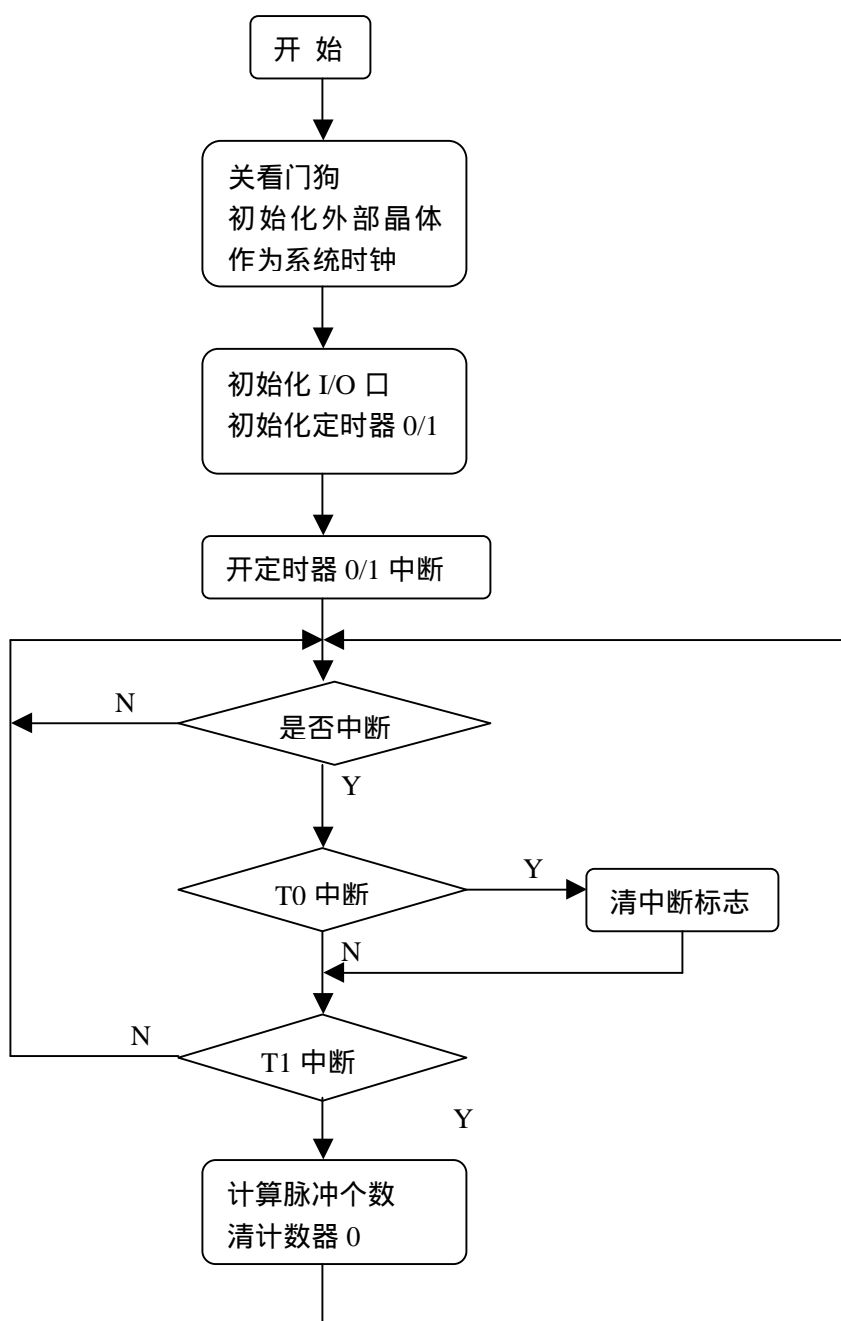 开 始
关看门狗
初始化外部晶体
作为系统时钟
初始化 I/O 口
初始化定时器 0/1
开定时器 0/1 中断
N
是否中断
Y
T0 中断
Y
清中断标志
N
N
T1 中断
Y
计算脉冲个数
清计数器 0